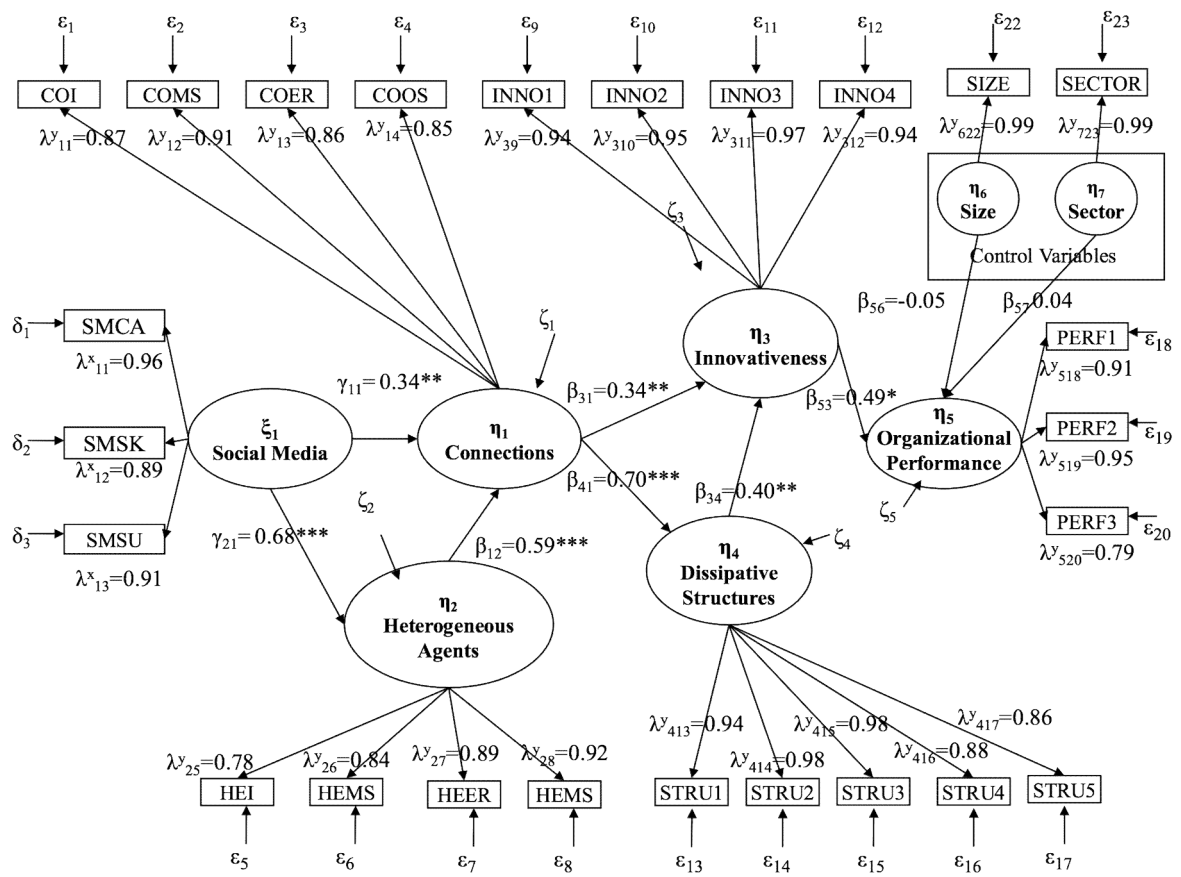 ε1 ε2 ε3 ε4 ε9 ε10 ε11 ε12 ε22 ε23
COI COMS COER COOS INNO1 INNO2 INNO3 INNO4 SIZE SECTOR
λy11=0.87 λy12=0.91 λy13=0.86 λy14=0.85 λy39=0.94 λy310=0.95 λy311=0.97 λy312=0.94 λy622=0.99 λy723=0.99
η6
Size
η7
Sector
Control Variables
ζ3
β56=-0.05 β57 0.04
δ1 SMCA
λx11=0.96
ζ1
η3
Innovativeness
PERF1 ε18
λy518=0.91
γ11=0.34** β31=0.34** β53=0.49*
δ2 SMSK
λx12=0.89
ξ1
Social Media
η1
Connections
η5
Organizational
Performance
PERF2 ε19
λy519=0.95
ζ2 β41=0.70*** β34=0.40** ζ5
δ3 SMSU
λx13=0.91
γ21=0.68*** β12=0.59***
PERF3 ε20
λy520=0.79
ζ4
η4
Dissipative
Structures
η2
Heterogeneous
Agents
λy25=0.78 λy26=0.84 λy27=0.89 λy28=0.92
λy413=0.94 λy414=0.98 λy415=0.98 λy416=0.88 λy417=0.86
HEI HEMS HEER HEMS STRU1 STRU2 STRU3 STRU4 STRU5
ε5 ε6 ε7 ε8 ε13 ε14 ε15 ε16 ε17